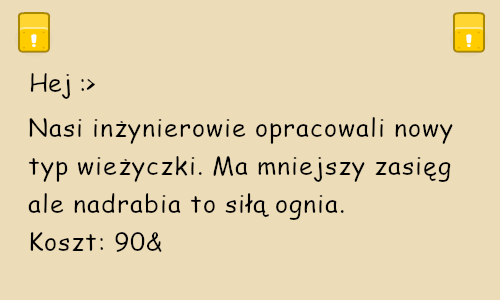 Hej :>
Nasi inżynierowie opracowali nowy
typ wieżyczki. Ma mniejszy zasięg
ale nadrabia to siłą ognia.
Koszt: 90&